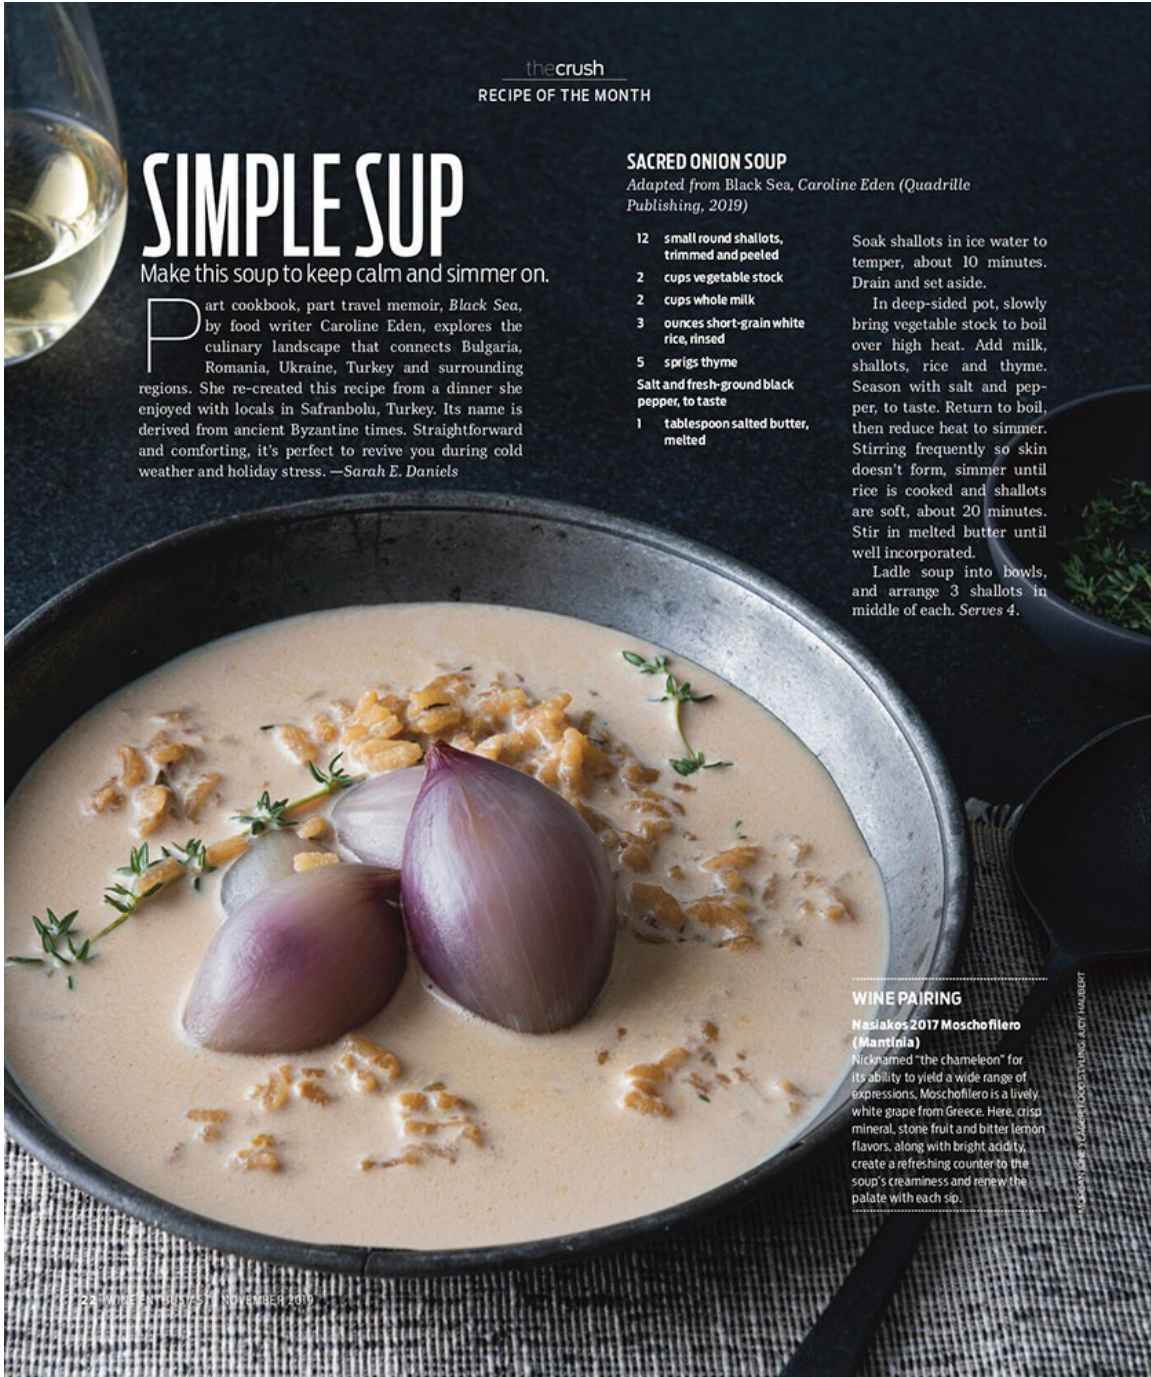 thecrush
RECIPE OF THE MONTH
SIMPLE SUP
Make this soup to keep calm and simmer on.
Part cookbook, part travel memoir, Black Sea,
by food writer Caroline Eden, explores the
culinary landscape that connects Bulgaria,
Romania, Ukraine, Turkey and surrounding
regions. She re-created this recipe from a dinner she
enjoyed with locals in Safranbolu, Turkey. Its name is
derived from ancient Byzantine times. Straightforward
and comforting, it's perfect to revive you during cold
weather and holiday stress. —Sarah E. Daniels
SACRED ONION SOUP
Adapted from Black Sea, Caroline Eden (Quadrille
Publishing, 2019)
12 small round shallots,
trimmed and peeled
2 cups vegetable stock
2 cups whole milk
3 ounces short-grain white
rice, rinsed
5 sprigs thyme
Salt and fresh-ground black
pepper, to taste
1 tablespoon salted butter,
melted
Soak shallots in ice water to
temper, about 10 minutes.
Drain and set aside.
In deep-sided pot, slowly
bring vegetable stock to boil
over high heat. Add milk,
shallots, rice and thyme.
Season with salt and pep-
per, to taste. Return to boil,
then reduce heat to simmer.
Stirring frequently so skin
doesn't form, simmer until
rice is cooked and shallots
are soft, about 20 minutes.
Stir in melted butter until
well incorporated.
Ladle soup into bowls,
and arrange 3 shallots in
middle of each. Serves 4.
WINE PAIRING
Nasiakos 2017 Moschofilero
(Mantinia)
Nicknamed "the chameleon" for
its ability to yield a wide range of
expressions, Moschofilero is a lively
white grape from Greece. Here, crisp
mineral, stone fruit and bitter lemon
flavors, along with bright acidity,
create a refreshing counter to the
soup's creaminess and renew the
palate with each sip.
FOOD STYLING: JUDY HAUBERT
22 | WINE ENTHUSIAST | NOVEMBER 2019